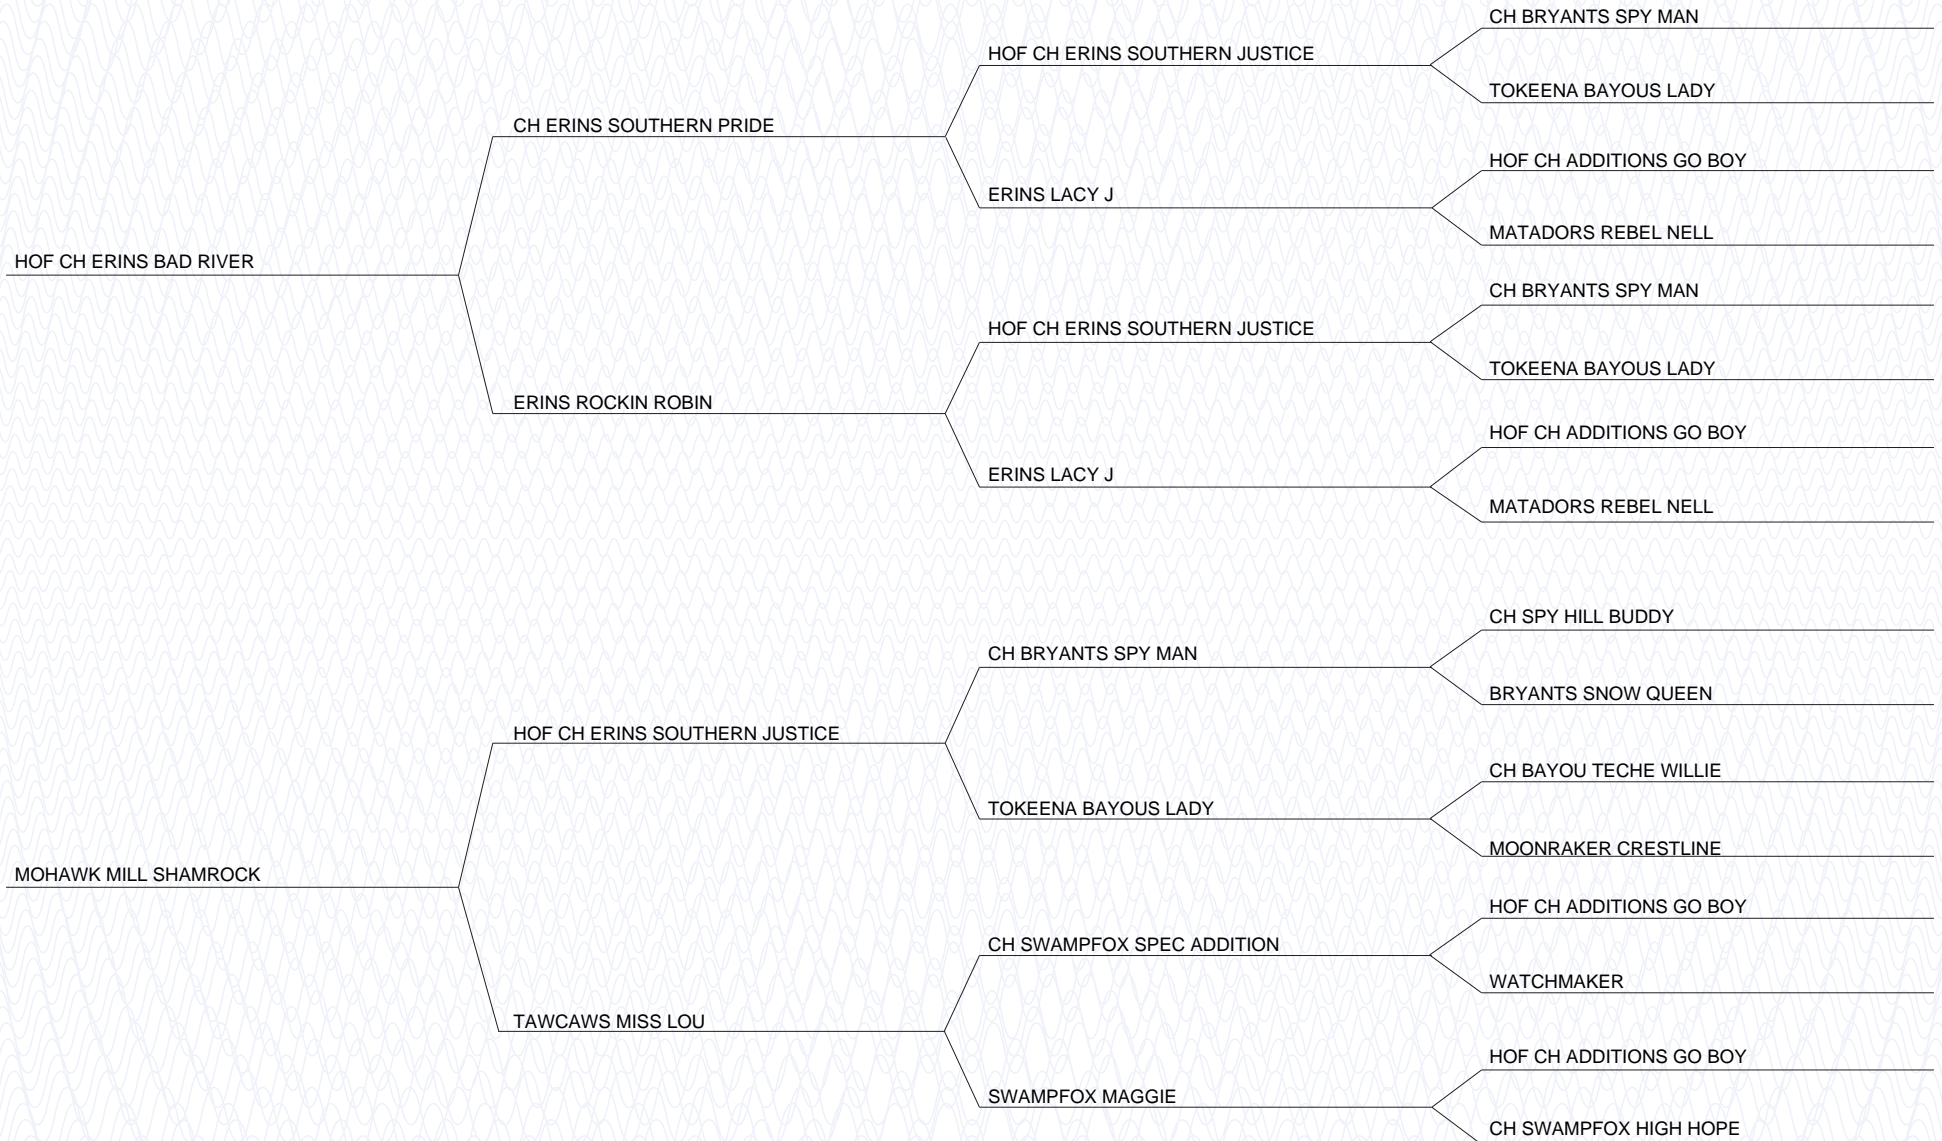 CH BRYANTS SPY MAN
HOF CH ERINS SOUTHERN JUSTICE
TOKEENA BAYOUS LADY
CH ERINS SOUTHERN PRIDE
HOF CH ADDITIONS GO BOY
ERINS LACY J
MATADORS REBEL NELL
HOF CH ERINS BAD RIVER
CH BRYANTS SPY MAN
HOF CH ERINS SOUTHERN JUSTICE
TOKEENA BAYOUS LADY
ERINS ROCKIN ROBIN
HOF CH ADDITIONS GO BOY
ERINS LACY J
MATADORS REBEL NELL
CH SPY HILL BUDDY
CH BRYANTS SPY MAN
BRYANTS SNOW QUEEN
HOF CH ERINS SOUTHERN JUSTICE
CH BAYOU TECHE WILLIE
TOKEENA BAYOUS LADY
MOONRAKER CRESTLINE
MOHAWK MILL SHAMROCK
HOF CH ADDITIONS GO BOY
CH SWAMPFOX SPEC ADDITION
WATCHMAKER
TAWCAWS MISS LOU
HOF CH ADDITIONS GO BOY
SWAMPFOX MAGGIE
CH SWAMPFOX HIGH HOPE